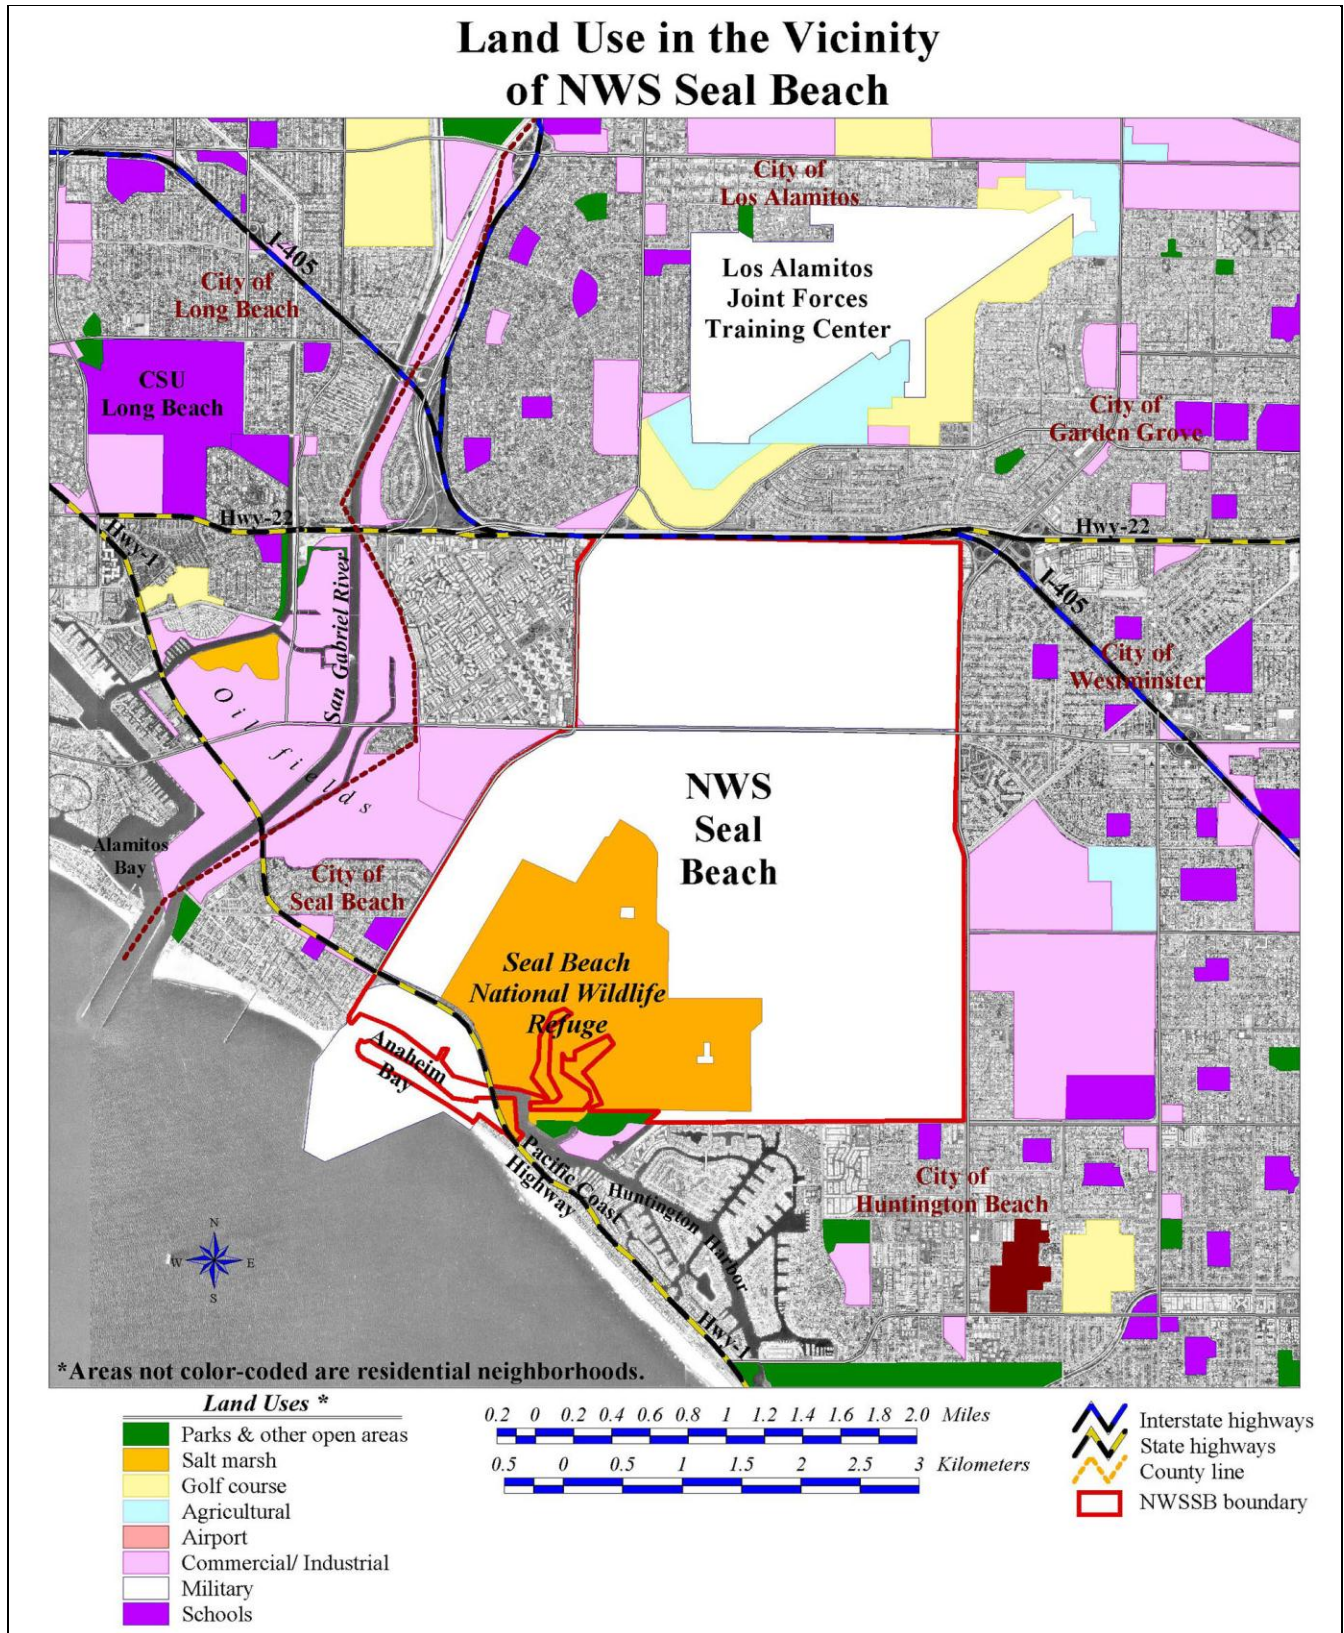 Land Use in the Vicinity
of NWS Seal Beach
City of
Los Alamitos
I-405
City of
Long Beach
Los Alamitos
Joint Forces
Training Center
CSU
Long Beach
City of
Garden Grove
Hwy-22
Hwy-22
Hwy-1
San Gabriel River
I-405
City of
Westminster
Oil
fields
NWS
Seal
Beach
Alamitos
Bay
City of
Seal Beach
Seal Beach
National Wildlife
Refuge
Anaheim
Bay
Pacific Coast
Highway
Huntington
Harbor
City of
Huntington Beach
N
W
E
S
Hwy-1
*Areas not color-coded are residential neighborhoods.
Land Uses *
Parks & other open areas
Salt marsh
Golf course
Agricultural
Airport
Commercial/ Industrial
Military
Schools
0.2 0 0.2 0.4 0.6 0.8 1 1.2 1.4 1.6 1.8 2.0 Miles
0.5 0 0.5 1 1.5 2 2.5 3 Kilometers
Interstate highways
State highways
County line
NWSSB boundary